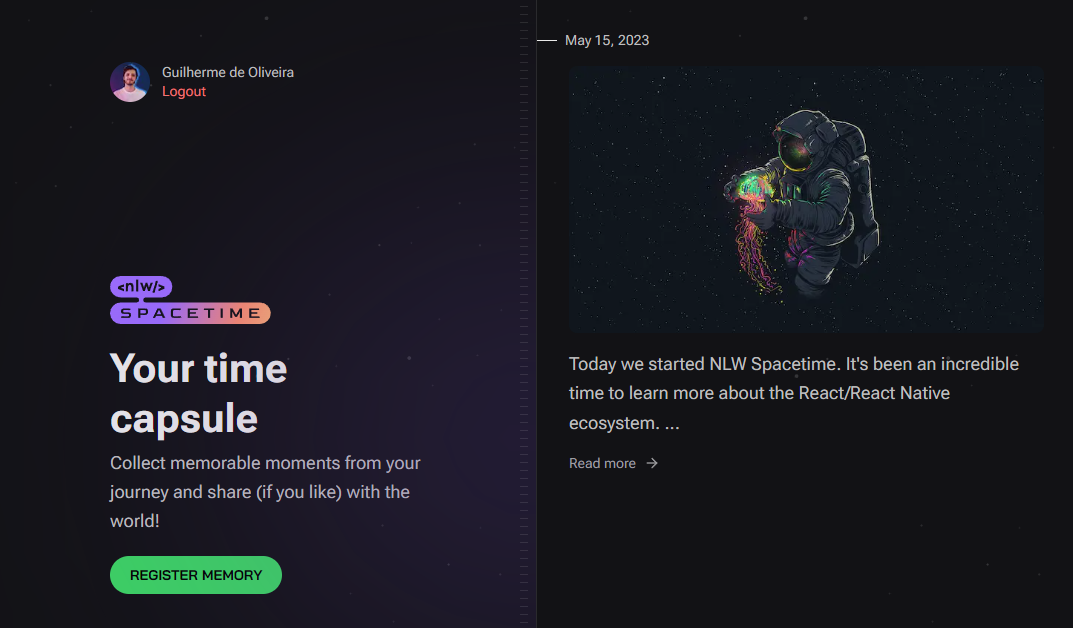 Guilherme de Oliveira
Logout
<nlw/>
SPACETIME
Your time
capsule
Collect memorable moments from your
journey and share (if you like) with the
world!
REGISTER MEMORY
May 15, 2023
Today we started NLW Spacetime. It's been an incredible
time to learn more about the React/React Native
ecosystem. ...
Read more →